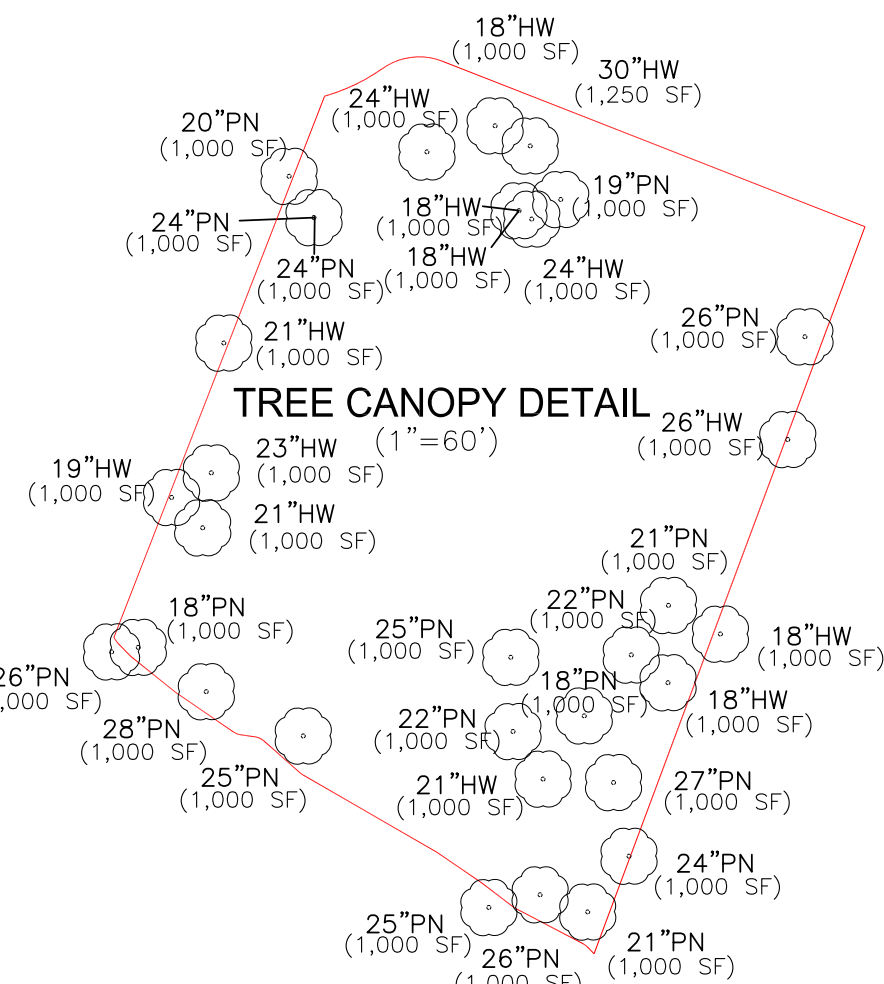 18”HW
(1,000 SF)
30”HW
(1,250 SF)
24”HW
(1,000 SF)
20”PN
(1,000 SF)
19”PN
(1,000 SF)
18”HW
(1,000 SF)
24”PN
(1,000 SF)
18”HW
(1,000 SF)
24”PN
(1,000 SF)
24”HW
(1,000 SF)
26”PN
(1,000 SF)
21”HW
(1,000 SF)
TREE CANOPY DETAIL
(1”=60’)
26”HW
(1,000 SF)
23”HW
(1,000 SF)
19”HW
(1,000 SF)
21”HW
(1,000 SF)
21”PN
(1,000 SF)
22”PN
(1,000 SF)
18”PN
(1,000 SF)
25”PN
(1,000 SF)
18”HW
(1,000 SF)
26”PN
,000 SF)
18”PN
(1,000 SF)
18”HW
(1,000 SF)
28”PN
(1,000 SF)
22”PN
(1,000 SF)
25”PN
(1,000 SF)
21”HW
(1,000 SF)
27”PN
(1,000 SF)
24”PN
(1,000 SF)
25”PN
(1,000 SF)
21”PN
(1,000 SF)
26”PN
(1,000 SF)